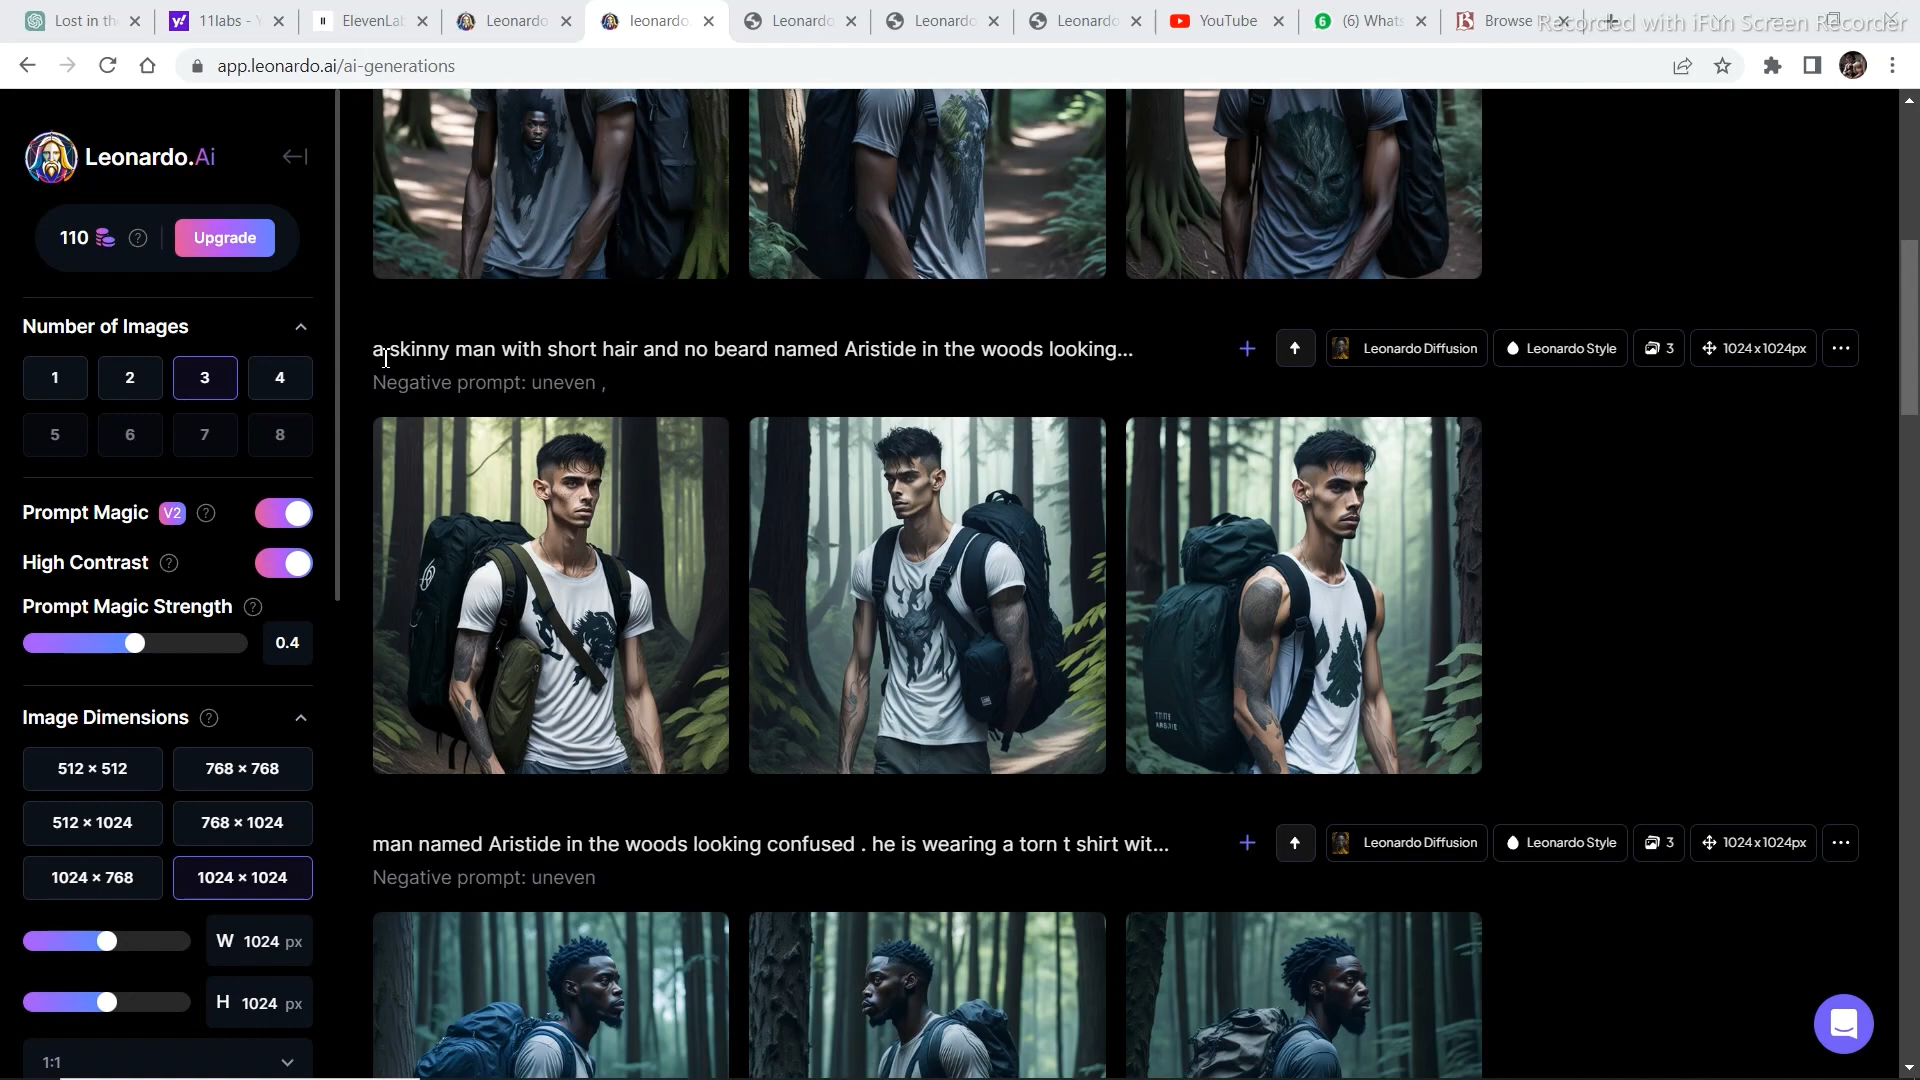 Lost in th
11labs - Y
ElevenLab
Leonardo
leonardo.
Leonardo
Leonardo
Leonardo
YouTube
(6) Whats
Browse
Recorded with iFun Screen Recorder
app.leonardo.ai/ai-generations
Leonardo.Ai
110
Upgrade
Number of Images
1 2 3 4
5 6 7 8
Prompt Magic V2
High Contrast
Prompt Magic Strength
0.4
Image Dimensions
512 × 512 768 × 768
512 × 1024 768 × 1024
1024 × 768 1024 × 1024
W 1024 px
H 1024 px
1:1
a skinny man with short hair and no beard named Aristide in the woods looking...
Leonardo Diffusion
Leonardo Style
3
1024x1024px
Negative prompt: uneven ,
man named Aristide in the woods looking confused . he is wearing a torn t shirt wit...
Leonardo Diffusion
Leonardo Style
3
1024x1024px
Negative prompt: uneven